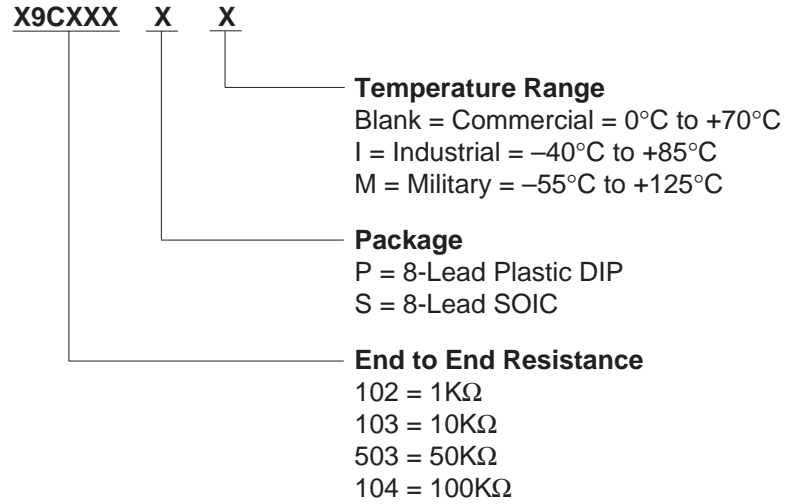 X9CXXX X X
Temperature Range
Blank = Commercial = 0°C to +70°C
I = Industrial = –40°C to +85°C
M = Military = –55°C to +125°C
Package
P = 8-Lead Plastic DIP
S = 8-Lead SOIC
End to End Resistance
102 = 1KΩ
103 = 10KΩ
503 = 50KΩ
104 = 100KΩ